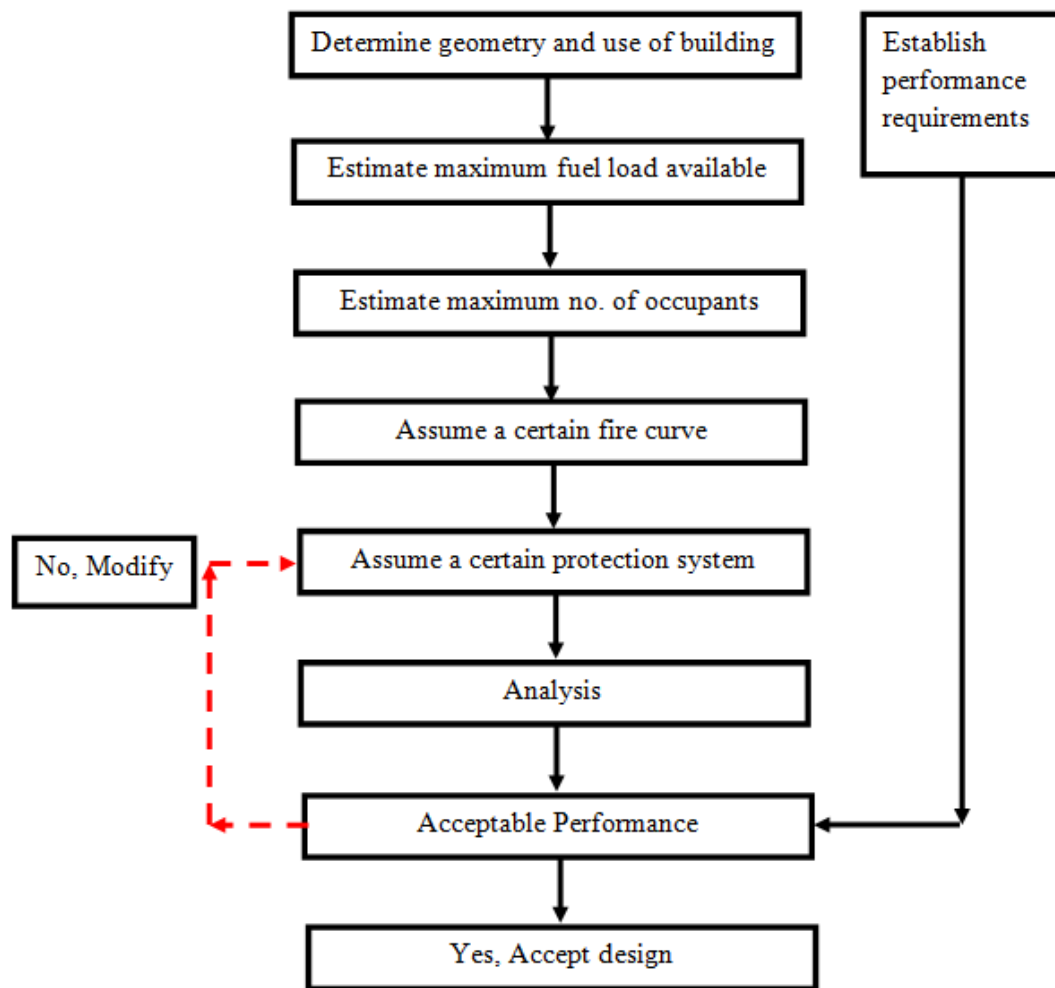 Determine geometry and use of building
Establish
performance
requirements
Estimate maximum fuel load available
Estimate maximum no. of occupants
Assume a certain fire curve
No, Modify
Assume a certain protection system
Analysis
Acceptable Performance
Yes, Accept design